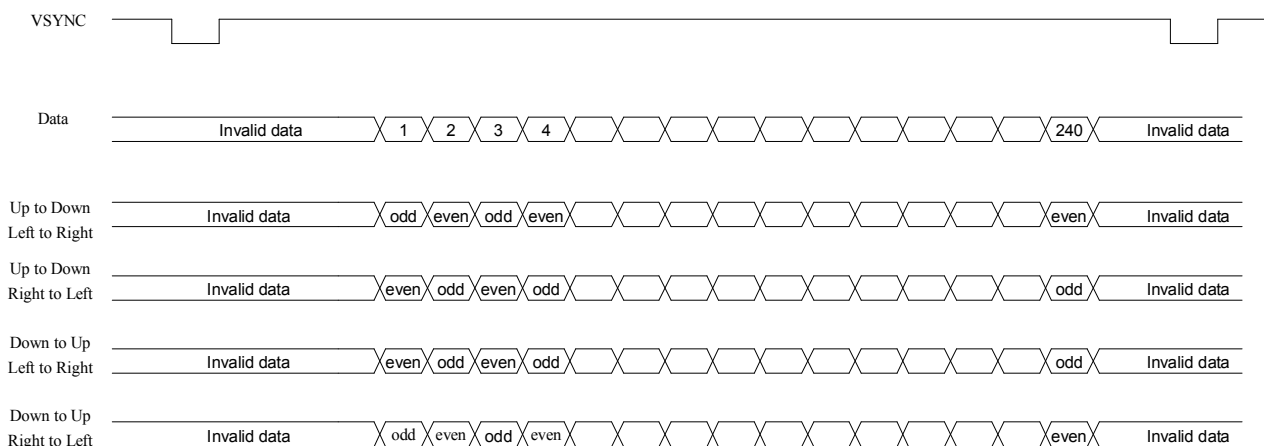 VSYNC
Data
Invalid data 1 2 3 4 240 Invalid data
Up to Down
Left to Right
Invalid data odd even odd even even Invalid data
Up to Down
Right to Left
Invalid data even odd even odd odd Invalid data
Down to Up
Left to Right
Invalid data even odd even odd odd Invalid data
Down to Up
Right to Left
Invalid data odd even odd even even Invalid data